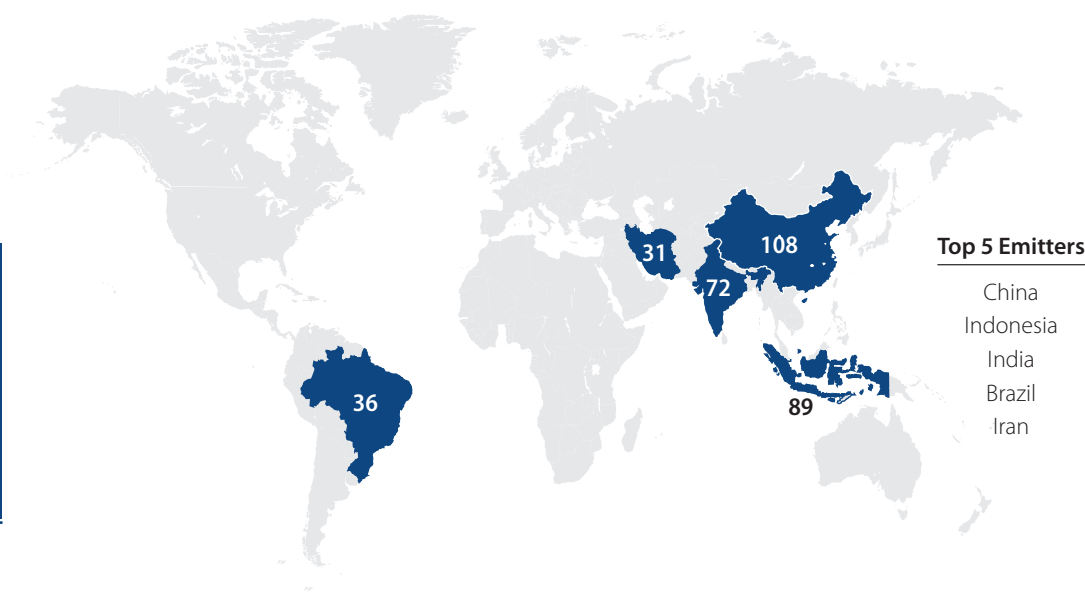 108
31
Top 5 Emitters
72
China
Indonesia
India
Brazil
Iran
36
89